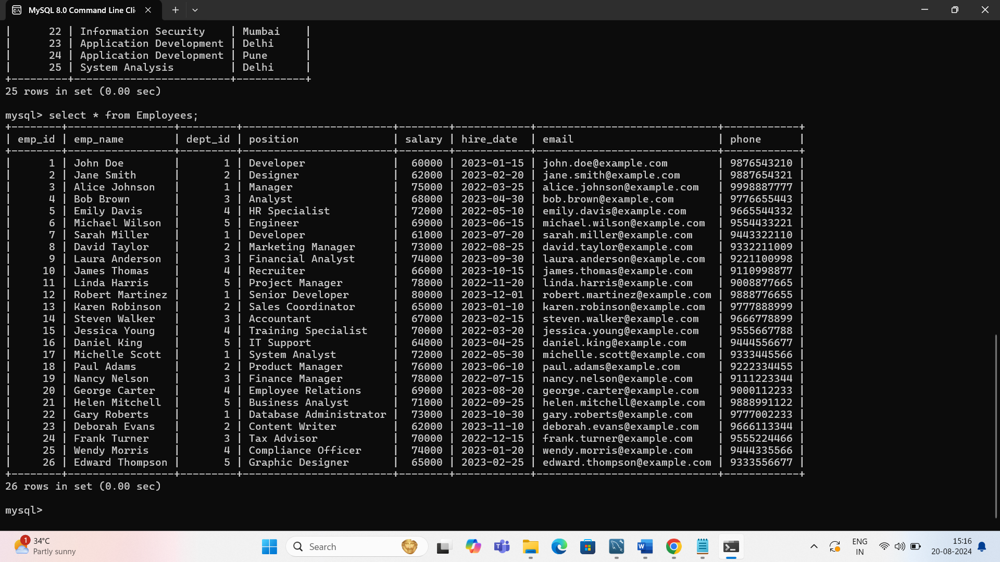 MySQL 8.0 Command Line Cli
|      22 | Information Security    | Mumbai    |
|      23 | Application Development | Delhi     |
|      24 | Application Development | Pune      |
|      25 | System Analysis         | Delhi     |
+---------+-------------------------+-----------+
25 rows in set (0.00 sec)
mysql> select * from Employees;
+--------+-----------------+---------+------------------------+--------+------------+-----------------------------+------------+
| emp_id | emp_name        | dept_id | position               | salary | hire_date  | email                       | phone      |
+--------+-----------------+---------+------------------------+--------+------------+-----------------------------+------------+
|      1 | John Doe        |       1 | Developer              |  60000 | 2023-01-15 | john.doe@example.com        | 9876543210 |
|      2 | Jane Smith      |       2 | Designer               |  62000 | 2023-02-20 | jane.smith@example.com      | 9887654321 |
|      3 | Alice Johnson   |       1 | Manager                |  75000 | 2022-03-25 | alice.johnson@example.com   | 9998887777 |
|      4 | Bob Brown       |       3 | Analyst                |  68000 | 2023-04-30 | bob.brown@example.com       | 9776655443 |
|      5 | Emily Davis     |       4 | HR Specialist          |  72000 | 2022-05-10 | emily.davis@example.com     | 9665544332 |
|      6 | Michael Wilson  |       5 | Engineer               |  69000 | 2023-06-15 | michael.wilson@example.com  | 9554433221 |
|      7 | Sarah Miller    |       1 | Developer              |  61000 | 2023-07-20 | sarah.miller@example.com    | 9443322110 |
|      8 | David Taylor    |       2 | Marketing Manager      |  73000 | 2022-08-25 | david.taylor@example.com    | 9332211009 |
|      9 | Laura Anderson  |       3 | Financial Analyst      |  74000 | 2023-09-30 | laura.anderson@example.com  | 9221100998 |
|     10 | James Thomas    |       4 | Recruiter              |  66000 | 2023-10-15 | james.thomas@example.com    | 9110998877 |
|     11 | Linda Harris    |       5 | Project Manager        |  78000 | 2022-11-20 | linda.harris@example.com    | 9008877665 |
|     12 | Robert Martinez |       1 | Senior Developer       |  80000 | 2023-12-01 | robert.martinez@example.com | 9888776655 |
|     13 | Karen Robinson  |       2 | Sales Coordinator      |  65000 | 2023-01-10 | karen.robinson@example.com  | 9777888999 |
|     14 | Steven Walker   |       3 | Accountant             |  67000 | 2023-02-15 | steven.walker@example.com   | 9666778899 |
|     15 | Jessica Young   |       4 | Training Specialist    |  70000 | 2022-03-20 | jessica.young@example.com   | 9555667788 |
|     16 | Daniel King     |       5 | IT Support             |  64000 | 2023-04-25 | daniel.king@example.com     | 9444556677 |
|     17 | Michelle Scott  |       1 | System Analyst         |  72000 | 2022-05-30 | michelle.scott@example.com  | 9333445566 |
|     18 | Paul Adams      |       2 | Product Manager        |  76000 | 2023-06-10 | paul.adams@example.com      | 9222334455 |
|     19 | Nancy Nelson    |       3 | Finance Manager        |  78000 | 2022-07-15 | nancy.nelson@example.com    | 9111223344 |
|     20 | George Carter   |       4 | Employee Relations     |  69000 | 2023-08-20 | george.carter@example.com   | 9000112233 |
|     21 | Helen Mitchell  |       5 | Business Analyst       |  71000 | 2022-09-25 | helen.mitchell@example.com  | 9888991122 |
|     22 | Gary Roberts    |       1 | Database Administrator |  73000 | 2023-10-30 | gary.roberts@example.com    | 9777002233 |
|     23 | Deborah Evans   |       2 | Content Writer         |  62000 | 2023-11-10 | deborah.evans@example.com   | 9666113344 |
|     24 | Frank Turner    |       3 | Tax Advisor            |  70000 | 2022-12-15 | frank.turner@example.com    | 9555224466 |
|     25 | Wendy Morris    |       4 | Compliance Officer     |  74000 | 2023-01-20 | wendy.morris@example.com    | 9444335566 |
|     26 | Edward Thompson |       5 | Graphic Designer       |  65000 | 2023-02-25 | edward.thompson@example.com | 9333556677 |
+--------+-----------------+---------+------------------------+--------+------------+-----------------------------+------------+
26 rows in set (0.00 sec)
mysql>
1
34°C
Partly sunny
Search
ENG
IN
15:16
20-08-2024